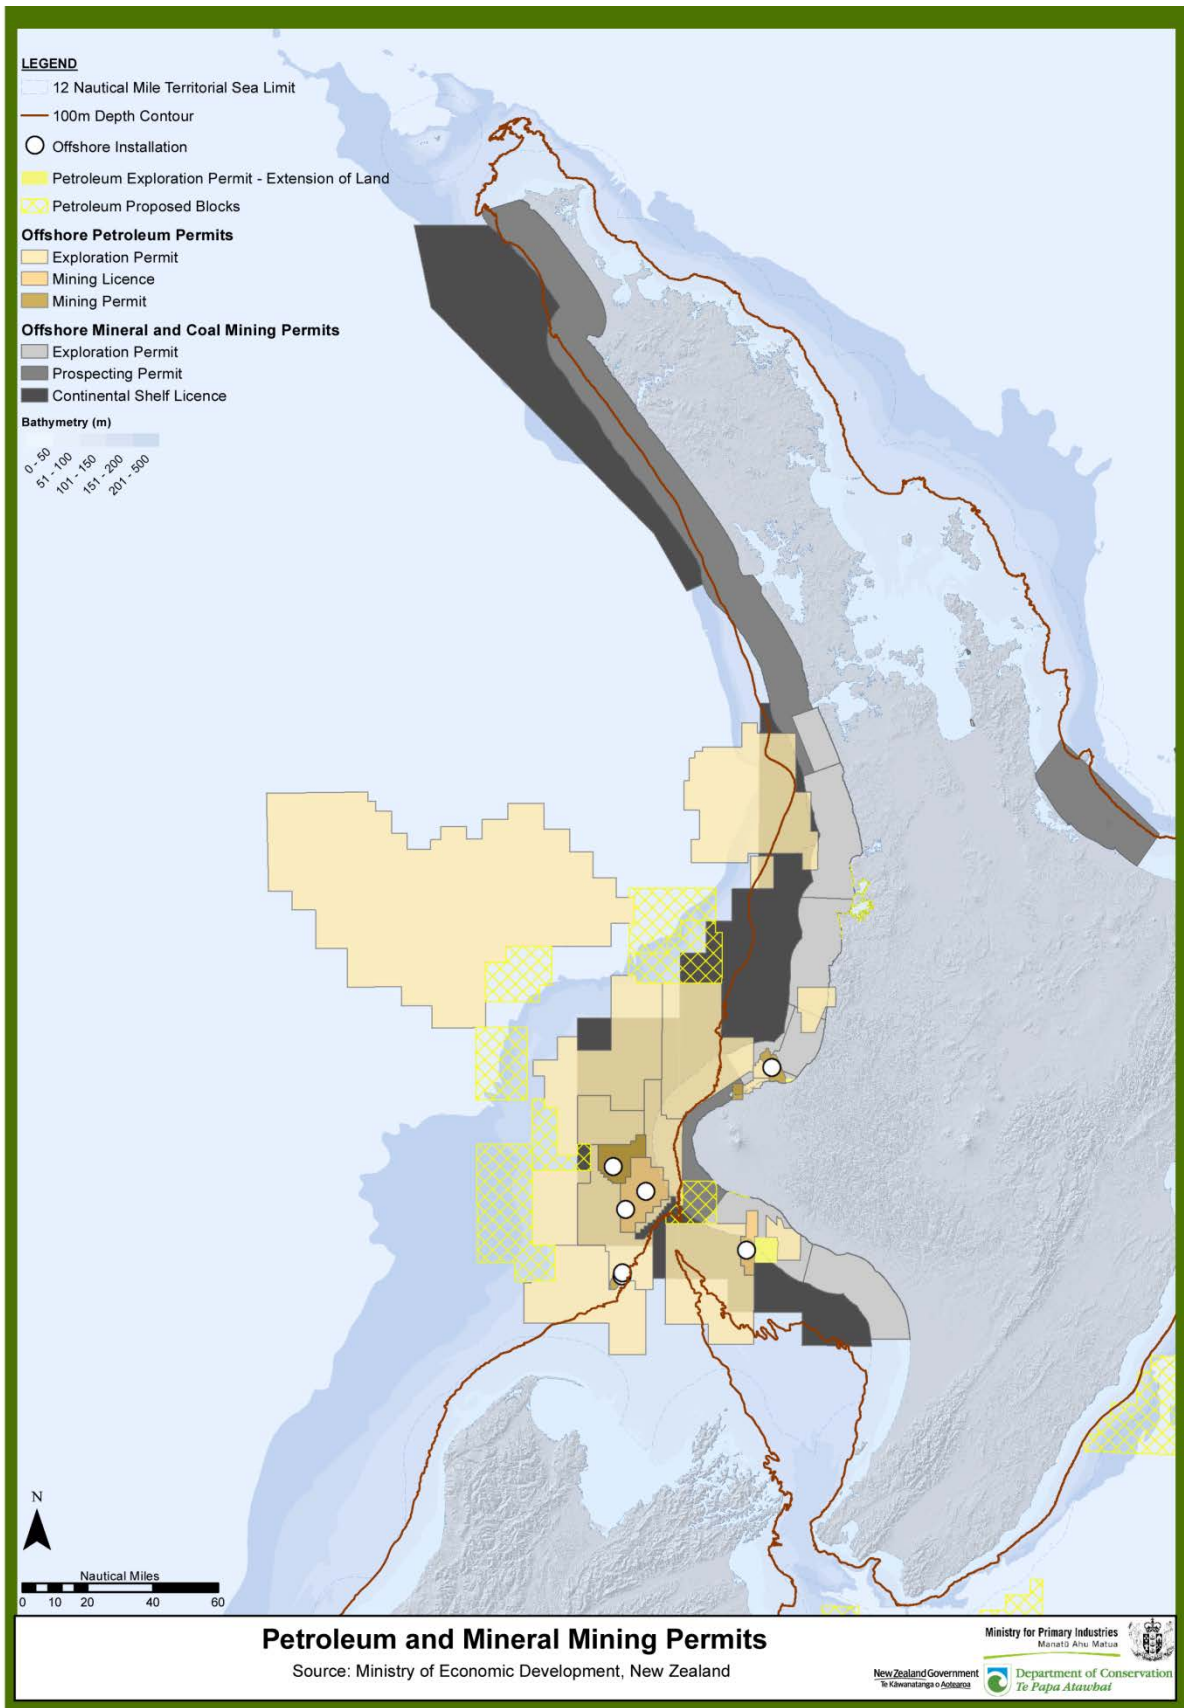 LEGEND
12 Nautical Mile Territorial Sea Limit
100m Depth Contour
Offshore Installation
Petroleum Exploration Permit - Extension of Land
Petroleum Proposed Blocks
Offshore Petroleum Permits
Exploration Permit
Mining Licence
Mining Permit
Offshore Mineral and Coal Mining Permits
Exploration Permit
Prospecting Permit
Continental Shelf Licence
Bathymetry (m)
0 - 50
51 - 100
101 - 150
151 - 200
201 - 500
N
Nautical Miles
0 10 20 40 60
Petroleum and Mineral Mining Permits
Source: Ministry of Economic Development, New Zealand
Ministry for Primary Industries
Manatū Ahu Matua
New Zealand Government
Te Kāwanatanga o Aotearoa
Department of Conservation
Te Papa Atawhai